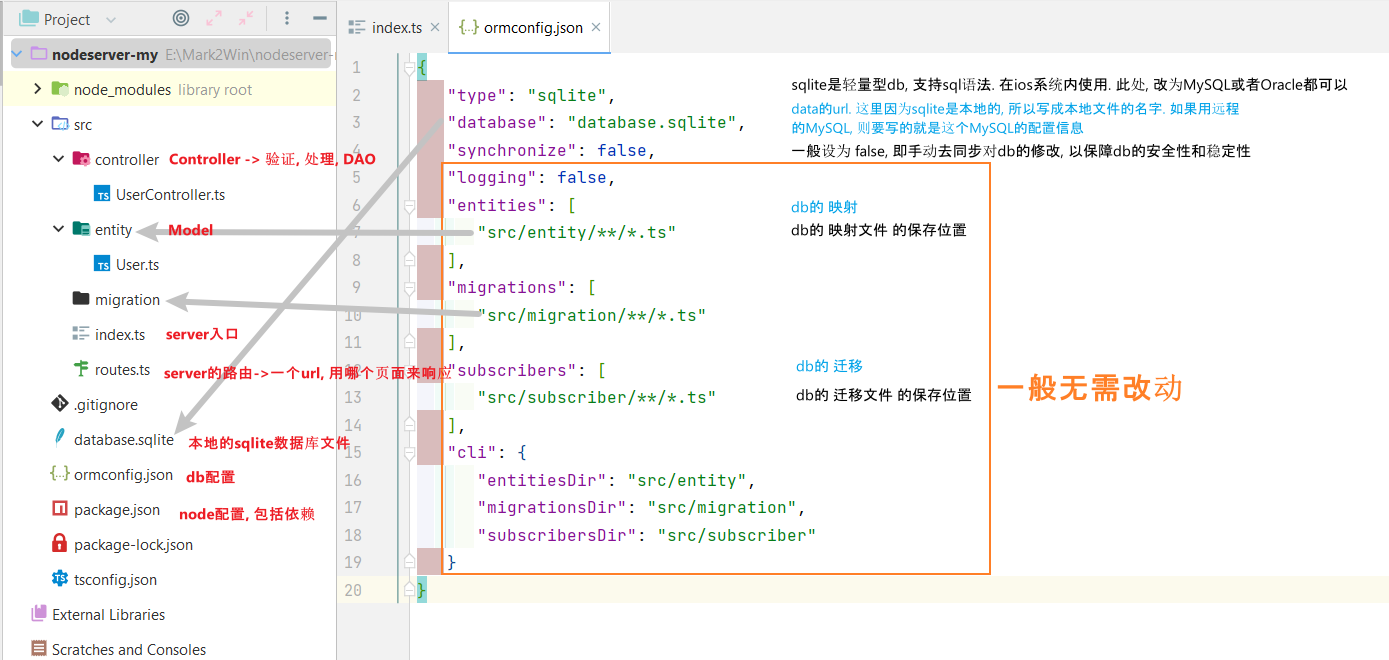 Project
nodeserver-my E:\Mark2Win\nodeserver-
node_modules library root
src
controller Controller -> 验证, 处理, DAO
TS UserController.ts
entity Model
TS User.ts
migration
index.ts server入口
routes.ts server的路由->一个url, 用哪个页面来响应
.gitignore
database.sqlite 本地的sqlite数据库文件
ormconfig.json db配置
package.json node配置, 包括依赖
package-lock.json
TS tsconfig.json
External Libraries
Scratches and Consoles
index.ts
ormconfig.json
1 {
2 "type": "sqlite",
3 "database": "database.sqlite",
4 "synchronize": false,
5 "logging": false,
6 "entities": [
7 "src/entity/**/*.ts"
8 ],
9 "migrations": [
10 "src/migration/**/*.ts"
11 ],
12 "subscribers": [
13 "src/subscriber/**/*.ts"
14 ],
15 "cli": {
16 "entitiesDir": "src/entity",
17 "migrationsDir": "src/migration",
18 "subscribersDir": "src/subscriber"
19 }
20 }
sqlite是轻量型db, 支持sql语法. 在ios系统内使用. 此处, 改为MySQL或者Oracle都可以
data的url. 这里因为sqlite是本地的, 所以写成本地文件的名字. 如果用远程
的MySQL, 则要写的就是这个MySQL的配置信息
一般设为 false, 即手动去同步对db的修改, 以保障db的安全性和稳定性
db的 映射
db的 映射文件 的保存位置
db的 迁移
db的 迁移文件 的保存位置
一般无需改动